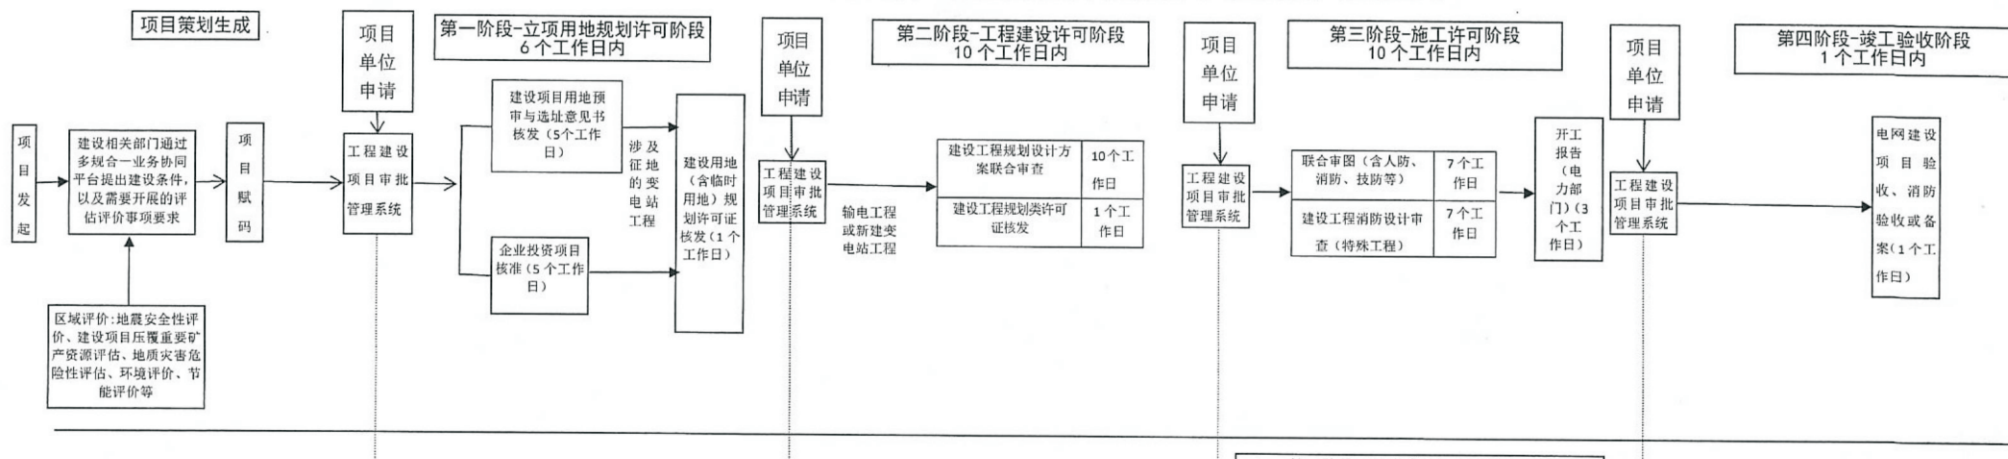 项目策划生成
项
目
发
起
建设相关部门通过
多规合一业务协同
平台提出建设条件,
以及需要开展的评
估评价事项要求
区域评价:地震安全性评
价、建设项目压覆重要矿
产资源评估、地质灾害危
险性评估、环境评价、节
能评价等
项
目
赋
码
项目
单位
申请
工程建设
项目审批
管理系统
第一阶段-立项用地规划许可阶段
6个工作日内
建设项目用地预
审与选址意见书
核发(5个工作
日)
企业投资项目
核准(5个工作
日)
涉及
征地
的变
电站
工程
建设用地
(含临时
用地)规
划许可证
核发(1个
工作日)
项目
单位
申请
工程建设
项目审批
管理系统
第二阶段-工程建设许可阶段
10个工作日内
输电工程
或新建变
电站工程
建设工程规划设计方
案联合审查
10个工
作日
建设工程规划类许可
证核发
1个工
作日
项目
单位
申请
工程建设
项目审批
管理系统
第三阶段-施工许可阶段
10个工作日内
联合审图(含人防、
消防、技防等)
7个工
作日
建设工程消防设计审
查(特殊工程)
7个工
作日
开工
报告
(电
力部
门)(3
个工
作日)
项目
单位
申请
工程建设
项目审批
管理系统
第四阶段-竣工验收阶段
1个工作日内
电网建设
项目验
收、消防
验收或备
案(1个工
作日)